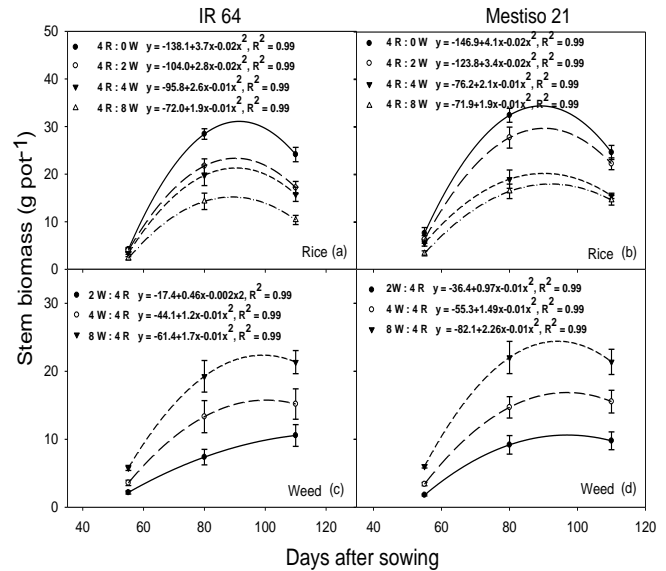 IR 64
Mestiso 21
Stem biomass (g pot-1)
50
40
30
20
10
0
4 R : 0 W y = -138.1+3.7x-0.02x2, R2 = 0.99
4 R : 2 W y = -104.0+2.8x-0.02x2, R2 = 0.99
4 R : 4 W y = -95.8+2.6x-0.01x2, R2 = 0.99
4 R : 8 W y = -72.0+1.9x-0.01x2, R2 = 0.99
Rice (a)
4 R : 0 W y = -146.9+4.1x-0.02x2, R2 = 0.99
4 R : 2 W y = -123.8+3.4x-0.02x2, R2 = 0.99
4 R : 4 W y = -76.2+2.1x-0.01x2, R2 = 0.99
4 R : 8 W y = -71.9+1.9x-0.01x2, R2 = 0.99
Rice (b)
30
20
10
0
2 W : 4 R y = -17.4+0.46x-0.002x2, R2 = 0.99
4 W : 4 R y = -44.1+1.2x-0.01x2, R2 = 0.99
8 W : 4 R y = -61.4+1.7x-0.01x2, R2 = 0.99
Weed (c)
2W : 4 R y = -36.4+0.97x-0.01x2, R2 = 0.99
4 W : 4 R y = -55.3+1.49x-0.01x2, R2 = 0.99
8 W : 4 R y = -82.1+2.26x-0.01x2, R2 = 0.99
Weed (d)
40 60 80 100 120
40 60 80 100 120
Days after sowing